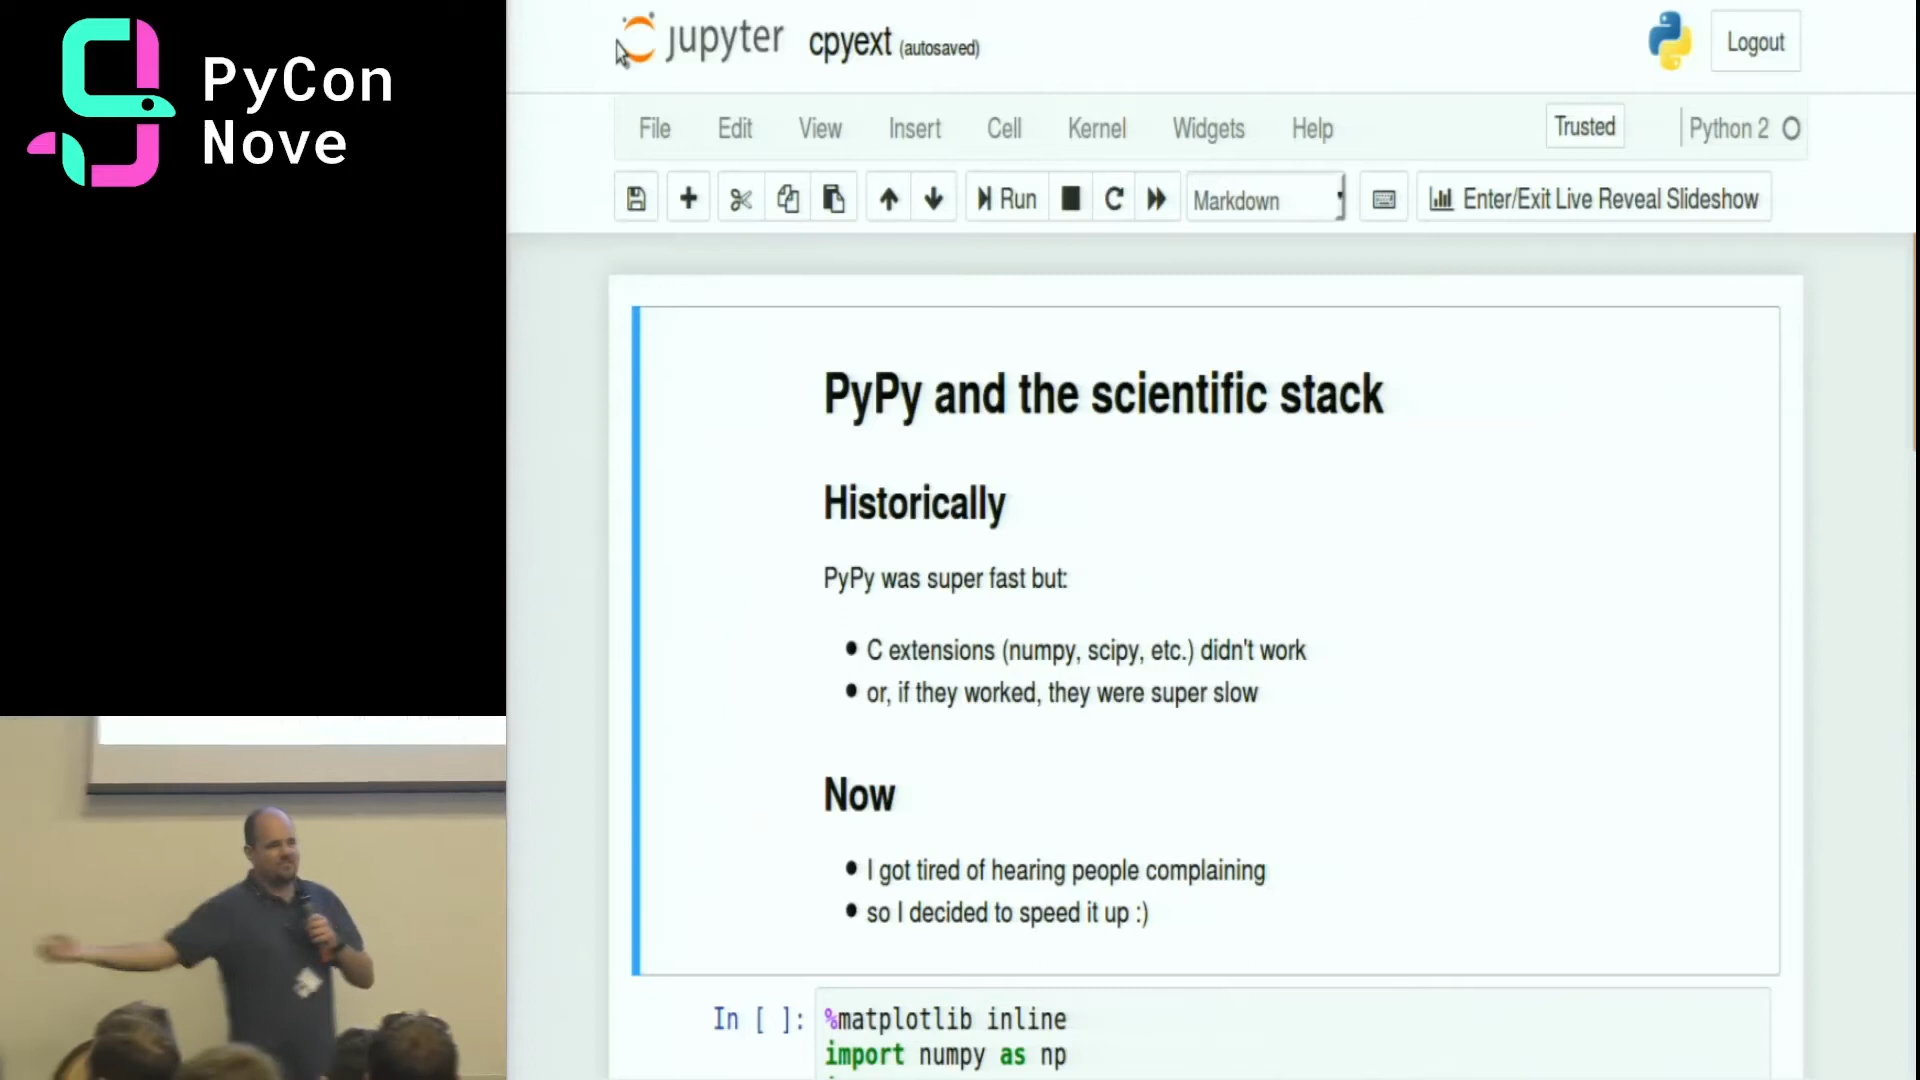 PyCon
Nove
jupyter cpyext (autosaved)
Logout
File Edit View Insert Cell Kernel Widgets Help Trusted Python 2
Run Markdown Enter/Exit Live Reveal Slideshow
PyPy and the scientific stack
Historically
PyPy was super fast but:
C extensions (numpy, scipy, etc.) didn't work
or, if they worked, they were super slow
Now
I got tired of hearing people complaining
so I decided to speed it up :)
In [ ]: %matplotlib inline
import numpy as np